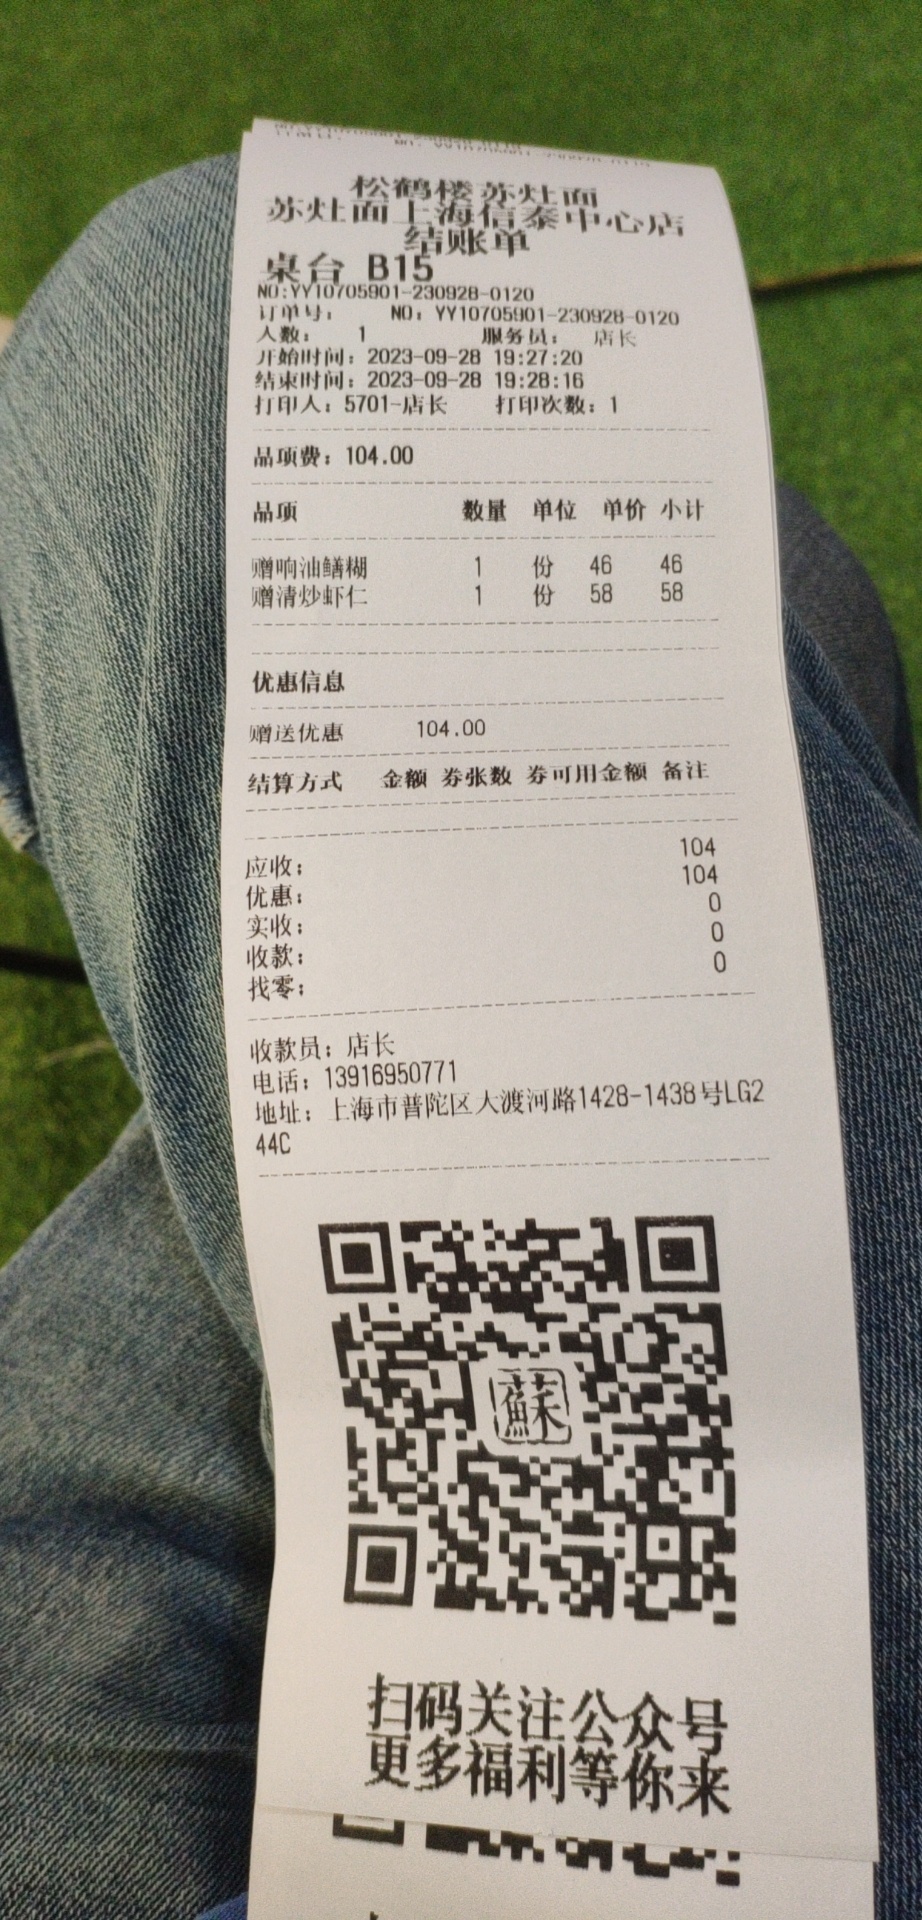 松鹤楼苏灶面
苏灶面上海信泰中心店
结账单
桌台 B15
NO:YY10705901-230928-0120
订单号： NO：YY10705901-230928-0120
人数： 1 服务员： 店长
开始时间：2023-09-28 19:27:20
结束时间：2023-09-28 19:28:16
打印人：5701-店长 打印次数：1
品项费：104.00
品项 数量 单位 单价 小计
赠响油鳝糊 1 份 46 46
赠清炒虾仁 1 份 58 58
优惠信息
赠送优惠 104.00
结算方式 金额 券张数 券可用金额 备注
应收： 104
优惠： 104
实收： 0
收款： 0
找零： 0
收款员：店长
电话：13916950771
地址：上海市普陀区大渡河路1428-1438号LG2
44C
蘇
扫码关注公众号
更多福利等你来